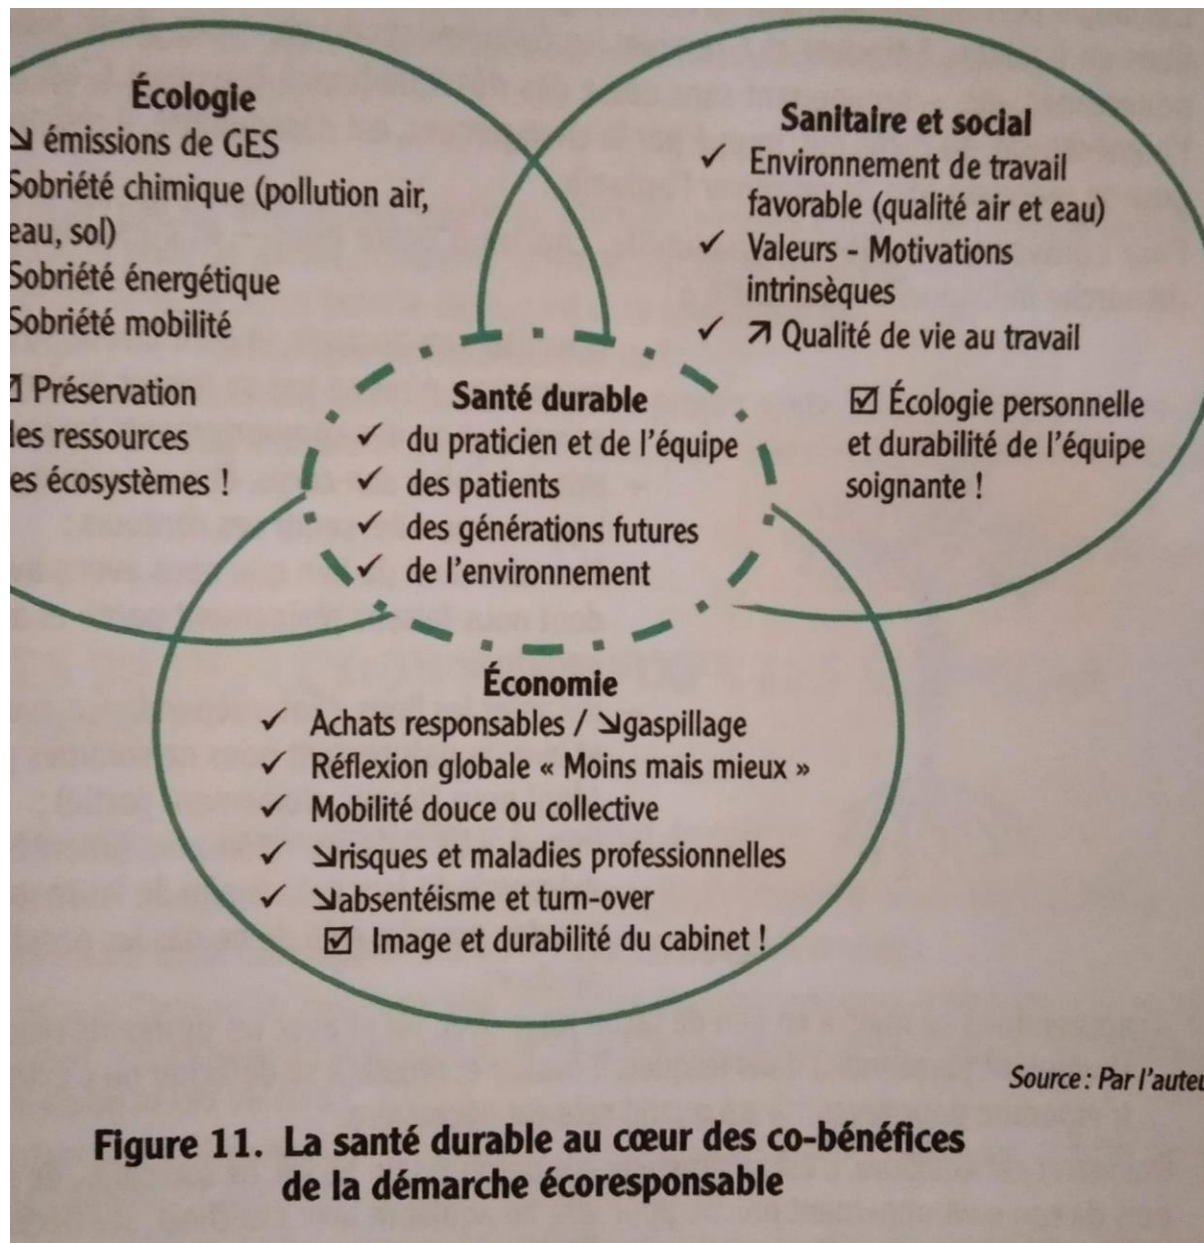 Écologie
↘ émissions de GES
Sobriété chimique (pollution air,
eau, sol)
Sobriété énergétique
Sobriété mobilité
☑ Préservation
des ressources
es écosystèmes !
Sanitaire et social
✓ Environnement de travail
favorable (qualité air et eau)
✓ Valeurs - Motivations
intrinsèques
✓ ↗ Qualité de vie au travail
☑ Écologie personnelle
et durabilité de l'équipe
soignante !
Santé durable
✓ du praticien et de l'équipe
✓ des patients
✓ des générations futures
✓ de l'environnement
Économie
✓ Achats responsables / ↘gaspillage
✓ Réflexion globale « Moins mais mieux »
✓ Mobilité douce ou collective
✓ ↘risques et maladies professionnelles
✓ ↘absentéisme et turn-over
☑ Image et durabilité du cabinet !
Source : Par l'auteu
Figure 11. La santé durable au cœur des co-bénéfices
de la démarche écoresponsable